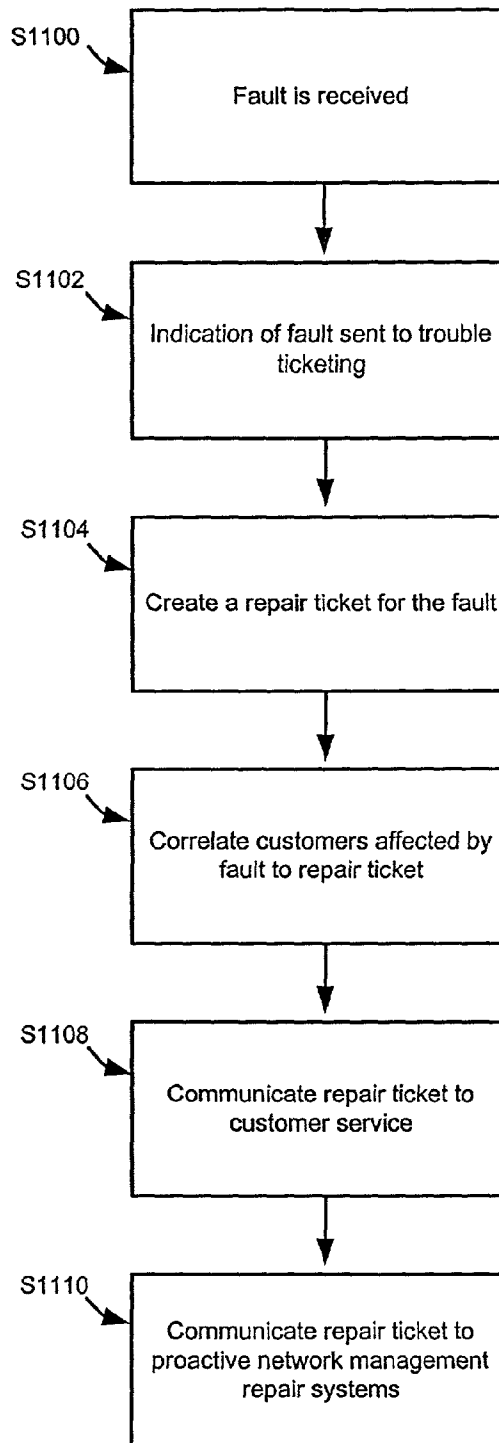 S1100
Fault is received
S1102
Indication of fault sent to trouble
ticketing
S1104
Create a repair ticket for the fault
S1106
Correlate customers affected by
fault to repair ticket
S1108
Communicate repair ticket to
customer service
S1110
Communicate repair ticket to
proactive network management
repair systems